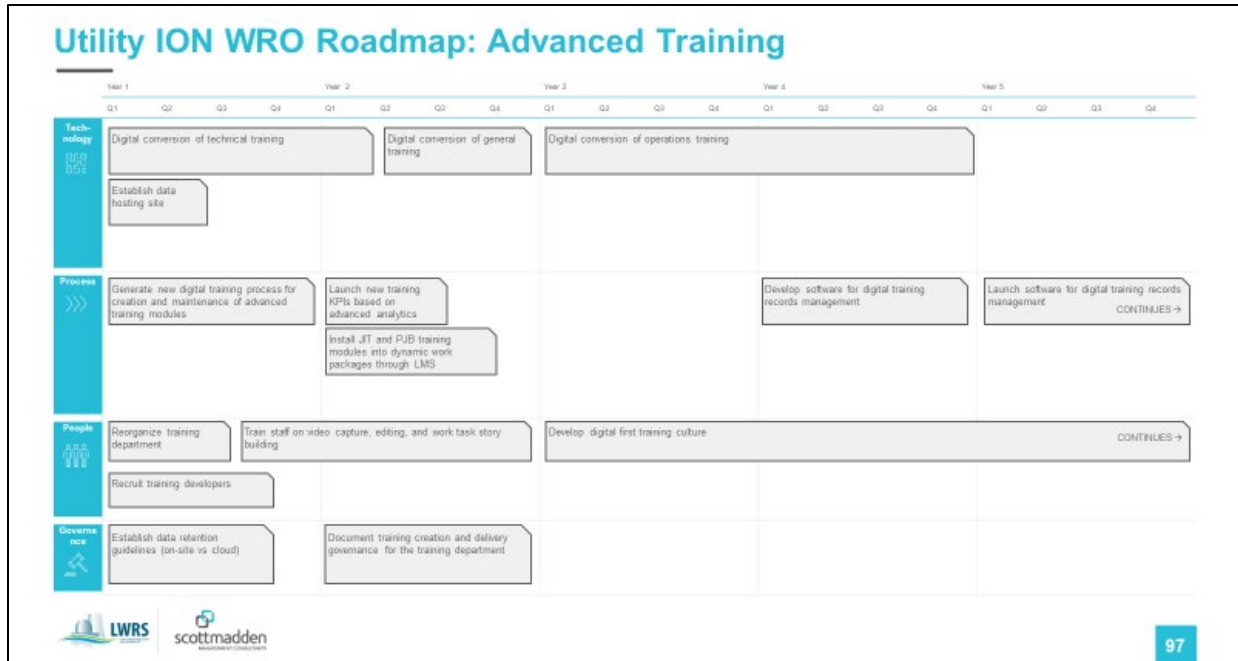 Utility ION WRO Roadmap: Advanced Training
Year 1
Year 2
Year 3
Year 4
Year 5
Q1 Q2 Q3 Q4 Q1 Q2 Q3 Q4 Q1 Q2 Q3 Q4 Q1 Q2 Q3 Q4 Q1 Q2 Q3 Q4
Tech-
nology
Digital conversion of technical training
Digital conversion of general
training
Digital conversion of operations training
Establish data
hosting site
Process
Generate new digital training process for
creation and maintenance of advanced
training modules
Launch new training
KPIs based on
advanced analytics
Develop software for digital training
records management
Launch software for digital training records
management
CONTINUES →
Install JIT and PJB training
modules into dynamic work
packages through LMS
People
Reorganize training
department
Train staff on video capture, editing, and work task story
building
Develop digital first training culture
CONTINUES →
Recruit training developers
Governa
nce
Establish data retention
guidelines (on-site vs cloud)
Document training creation and delivery
governance for the training department
LWRS
scottmadden
MANAGEMENT CONSULTANTS
97